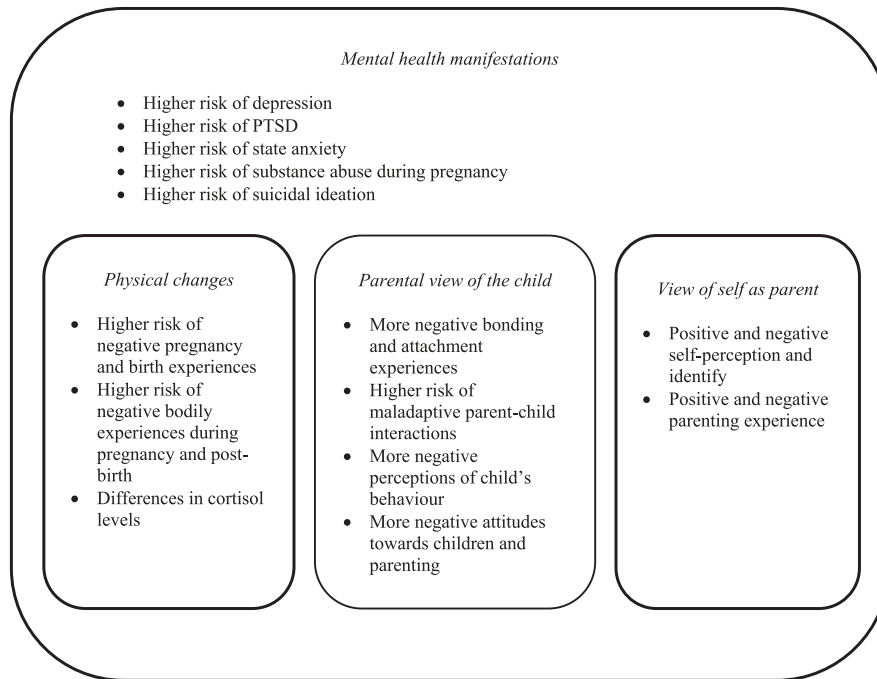 Mental health manifestations
• Higher risk of depression
• Higher risk of PTSD
• Higher risk of state anxiety
• Higher risk of substance abuse during pregnancy
• Higher risk of suicidal ideation
Physical changes
• Higher risk of
negative pregnancy
and birth experiences
• Higher risk of
negative bodily
experiences during
pregnancy and post-
birth
• Differences in cortisol
levels
Parental view of the child
• More negative bonding
and attachment
experiences
• Higher risk of
maladaptive parent-child
interactions
• More negative
perceptions of child’s
behaviour
• More negative attitudes
towards children and
parenting
View of self as parent
• Positive and negative
self-perception and
identify
• Positive and negative
parenting experience